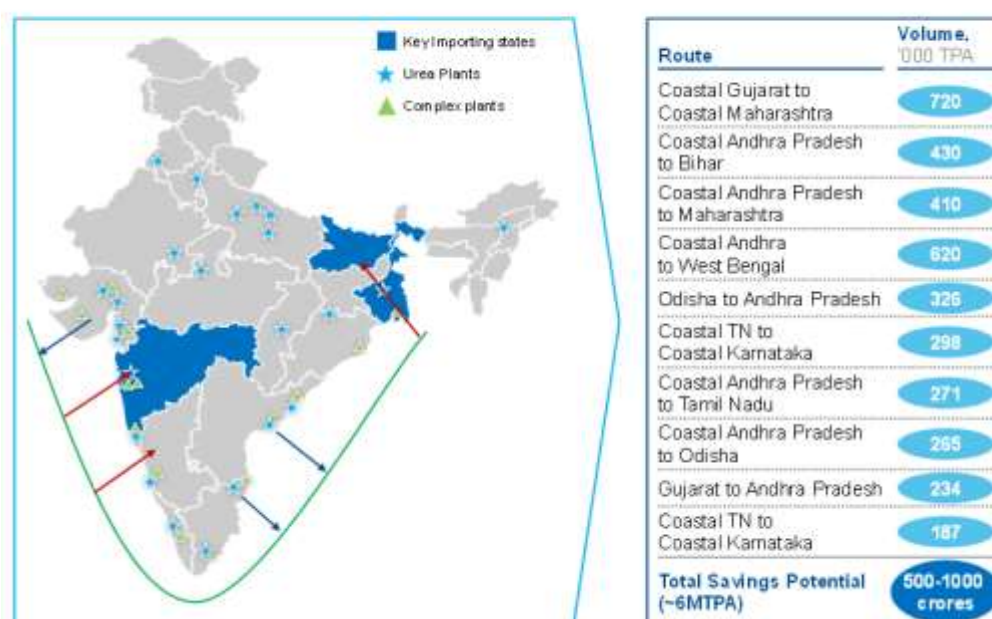 Key Importing states
Urea Plants
Complex plants
Route
Volume,
'000 TPA
Coastal Gujarat to
Coastal Maharashtra
720
Coastal Andhra Pradesh
to Bihar
430
Coastal Andhra Pradesh
to Maharashtra
410
Coastal Andhra
to West Bengal
620
Odisha to Andhra Pradesh
326
Coastal TN to
Coastal Karnataka
298
Coastal Andhra Pradesh
to Tamil Nadu
271
Coastal Andhra Pradesh
to Odisha
265
Gujarat to Andhra Pradesh
234
Coastal TN to
Coastal Karnataka
187
Total Savings Potential
(~6MTPA)
500-1000
crores